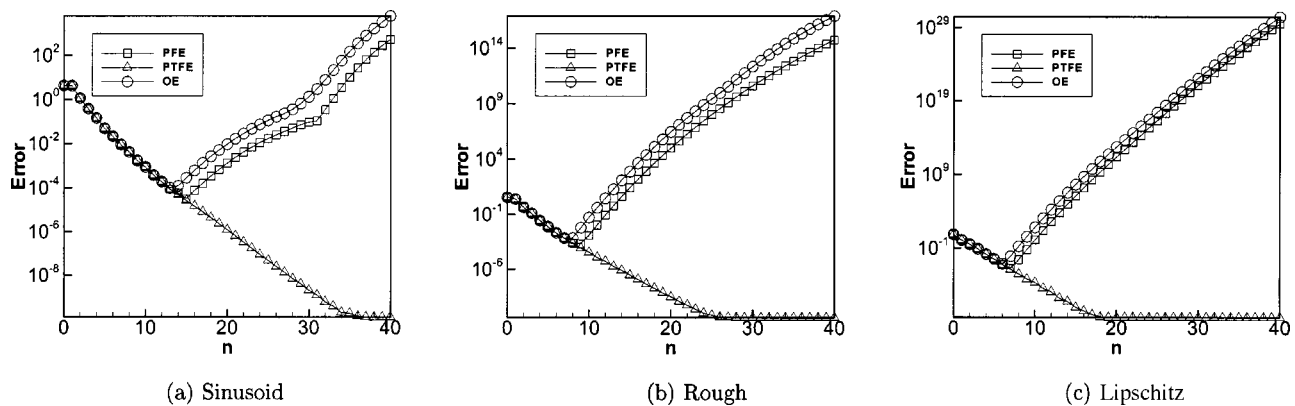 Error
10^2
10^0
10^-2
10^-4
10^-6
10^-8
PFE
PTFE
OE
0 10 20 30 40
n
(a) Sinusoid
Error
10^14
10^9
10^4
10^-1
10^-6
PFE
PTFE
OE
0 10 20 30 40
n
(b) Rough
Error
10^29
10^19
10^9
10^-1
PFE
PTFE
OE
0 10 20 30 40
n
(c) Lipschitz